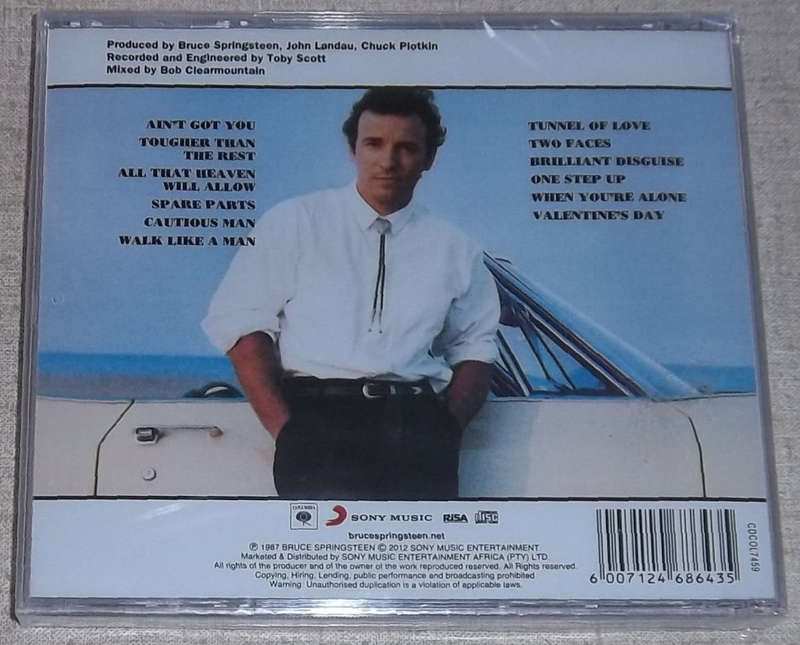 Produced by Bruce Springsteen, John Landau, Chuck Plotkin
Recorded and Engineered by Toby Scott
Mixed by Bob Clearmountain
AIN'T GOT YOU
TOUGHER THAN
THE REST
ALL THAT HEAVEN
WILL ALLOW
SPARE PARTS
CAUTIOUS MAN
WALK LIKE A MAN
TUNNEL OF LOVE
TWO FACES
BRILLIANT DISGUISE
ONE STEP UP
WHEN YOU'RE ALONE
VALENTINE'S DAY
COLUMBIA
SONY MUSIC
RiSA
disc
brucespringsteen.net
℗ 1987 BRUCE SPRINGSTEEN © 2012 SONY MUSIC ENTERTAINMENT
Marketed & Distributed by SONY MUSIC ENTERTAINMENT AFRICA (PTY) LTD.
All rights of the producer and of the owner of the work reproduced reserved. All Rights reserved.
Copying, Hiring, Lending, public performance and broadcasting prohibited
Warning: Unauthorised duplication is a violation of applicable laws.
6 007124 686435
CDCOL7459